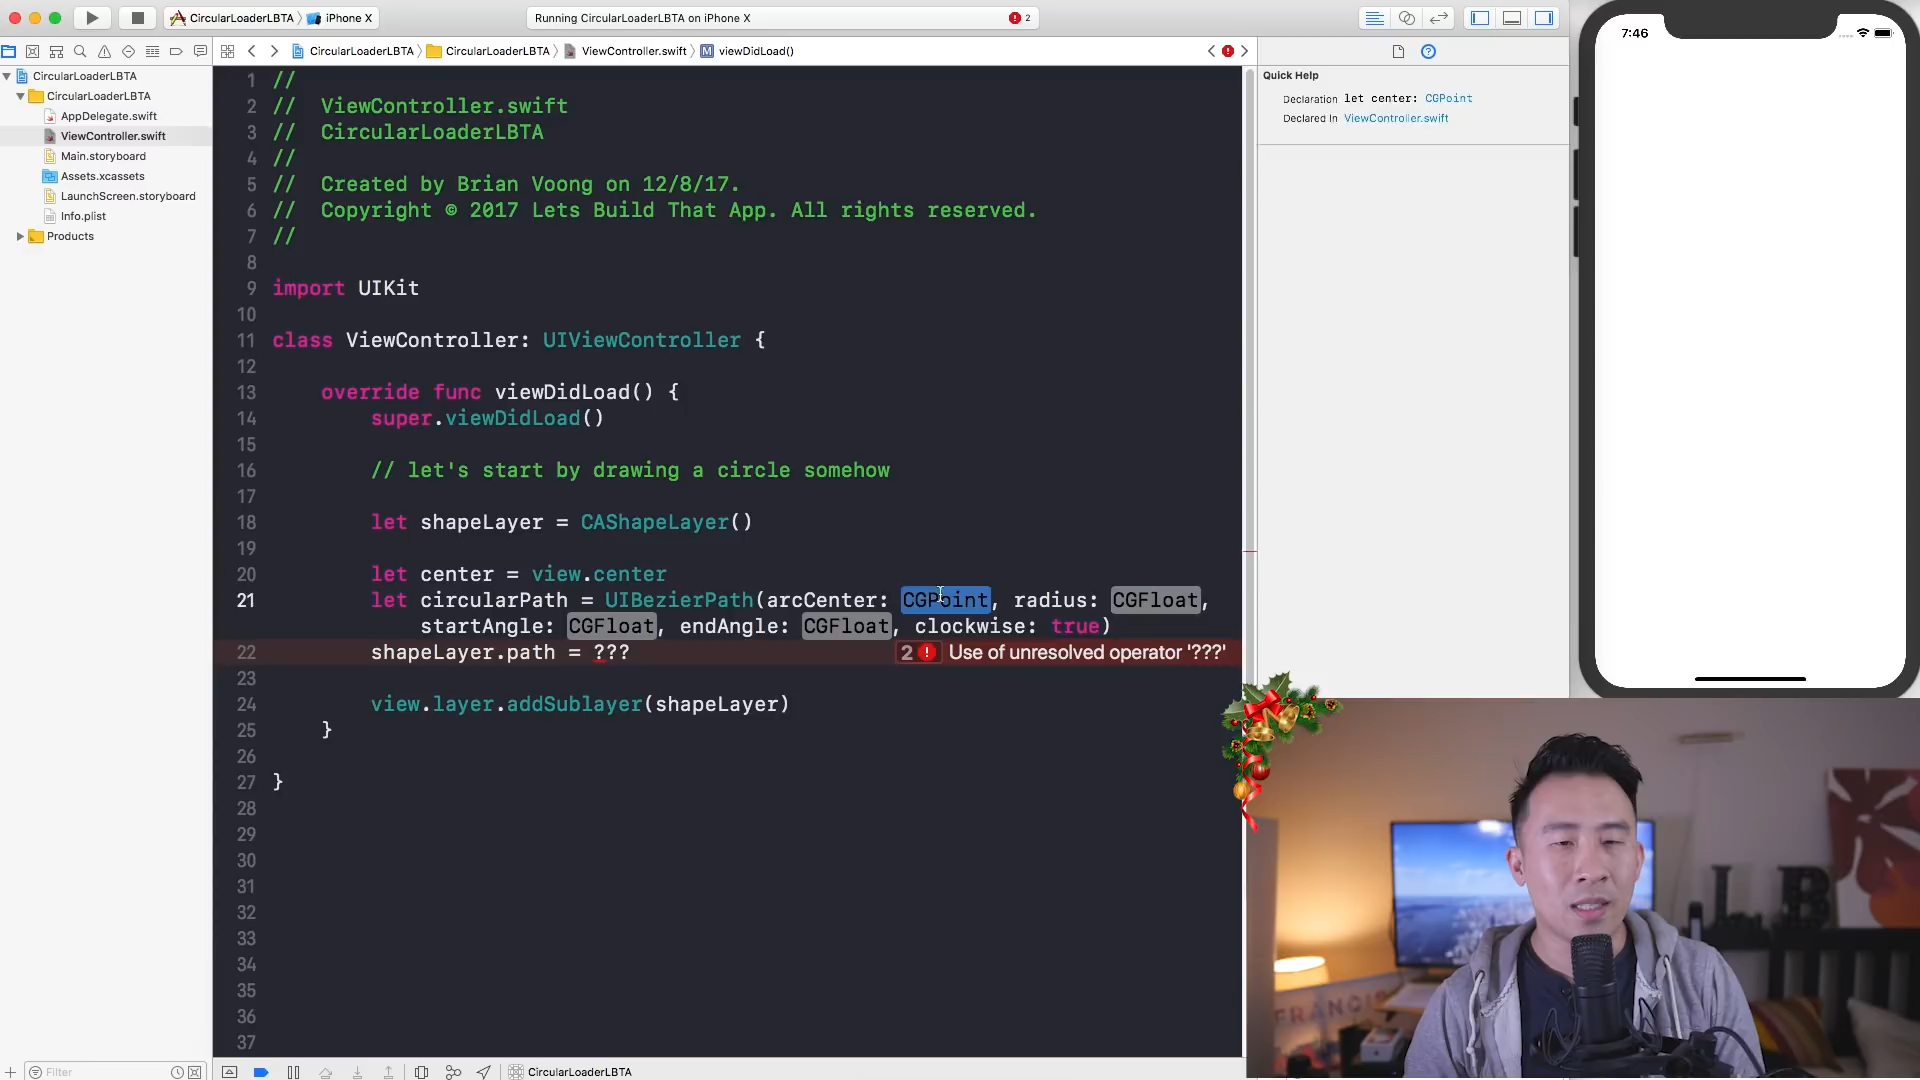 CircularLoaderLBTA
iPhone X
Running CircularLoaderLBTA on iPhone X
2
CircularLoaderLBTA
CircularLoaderLBTA
ViewController.swift
M
viewDidLoad()
CircularLoaderLBTA
CircularLoaderLBTA
AppDelegate.swift
ViewController.swift
Main.storyboard
Assets.xcassets
LaunchScreen.storyboard
Info.plist
Products
1 //
2 // ViewController.swift
3 // CircularLoaderLBTA
4 //
5 // Created by Brian Voong on 12/8/17.
6 // Copyright © 2017 Lets Build That App. All rights reserved.
7 //
8
9 import UIKit
10
11 class ViewController: UIViewController {
12
13 override func viewDidLoad() {
14 super.viewDidLoad()
15
16 // let's start by drawing a circle somehow
17
18 let shapeLayer = CAShapeLayer()
19
20 let center = view.center
21 let circularPath = UIBezierPath(arcCenter: CGPoint, radius: CGFloat,
startAngle: CGFloat, endAngle: CGFloat, clockwise: true)
22 shapeLayer.path = ??? 2 Use of unresolved operator '???'
23
24 view.layer.addSublayer(shapeLayer)
25 }
26
27 }
28
29
30
31
32
33
34
35
36
37
Filter
CircularLoaderLBTA
Quick Help
Declaration let center: CGPoint
Declared In ViewController.swift
7:46
L B
FRANCIS